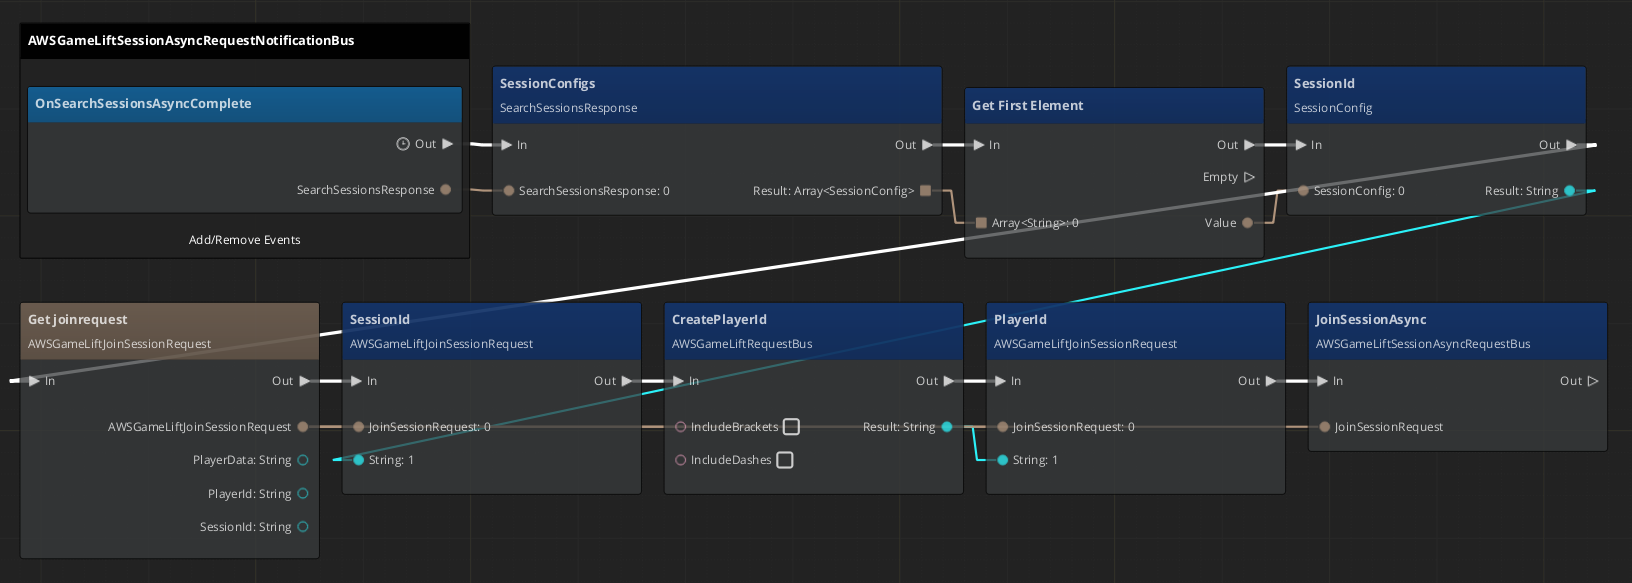 AWSGameLiftSessionAsyncRequestNotificationBus
OnSearchSessionsAsyncComplete
Out
SearchSessionsResponse
Add/Remove Events
SessionConfigs
SearchSessionsResponse
In Out
SearchSessionsResponse: 0 Result: Array<SessionConfig>
Get First Element
In Out
Empty
Array<String>: 0 Value
SessionId
SessionConfig
In Out
SessionConfig: 0 Result: String
Get joinrequest
AWSGameLiftJoinSessionRequest
In Out
AWSGameLiftJoinSessionRequest
PlayerData: String
PlayerId: String
SessionId: String
SessionId
AWSGameLiftJoinSessionRequest
In Out
JoinSessionRequest: 0
String: 1
CreatePlayerId
AWSGameLiftRequestBus
In Out
IncludeBrackets Result: String
IncludeDashes
PlayerId
AWSGameLiftJoinSessionRequest
In Out
JoinSessionRequest: 0
String: 1
JoinSessionAsync
AWSGameLiftSessionAsyncRequestBus
In Out
JoinSessionRequest